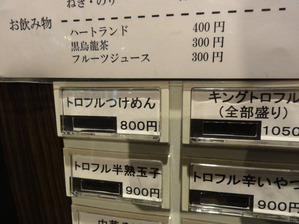 ねぎ・のり
お飲み物
ハートランド 400円
黒烏龍茶 300円
フルーツジュース 300円
トロフルつけめん
800円
キングトロフル
(全部盛り)
1050
トロフル半熟玉子
900円
トロフル辛いやつ
900円